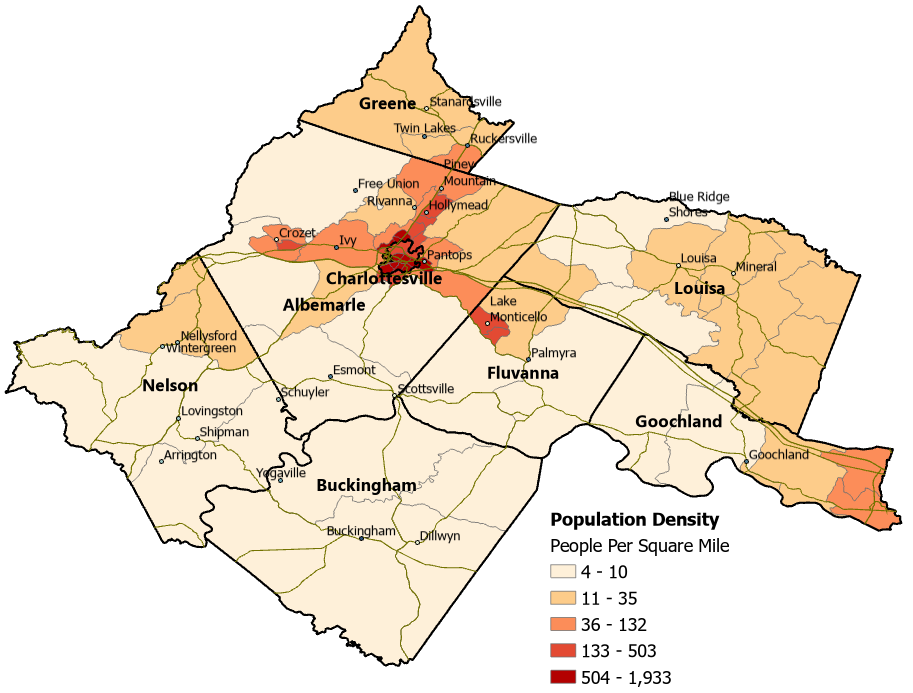 Greene
Stanardsville
Twin Lakes
Ruckersville
Piney
Mountain
Free Union
Rivanna
Hollymead
Blue Ridge
Shores
Crozet
Ivy
Pantops
Charlottesville
Louisa
Mineral
Louisa
Albemarle
Lake
Monticello
Nellysford
Wintergreen
Palmyra
Fluvanna
Nelson
Esmont
Scottsville
Schuyler
Lovingston
Shipman
Arrington
Goochland
Goochland
Yogaville
Buckingham
Buckingham
Dillwyn
Population Density
People Per Square Mile
4 - 10
11 - 35
36 - 132
133 - 503
504 - 1,933